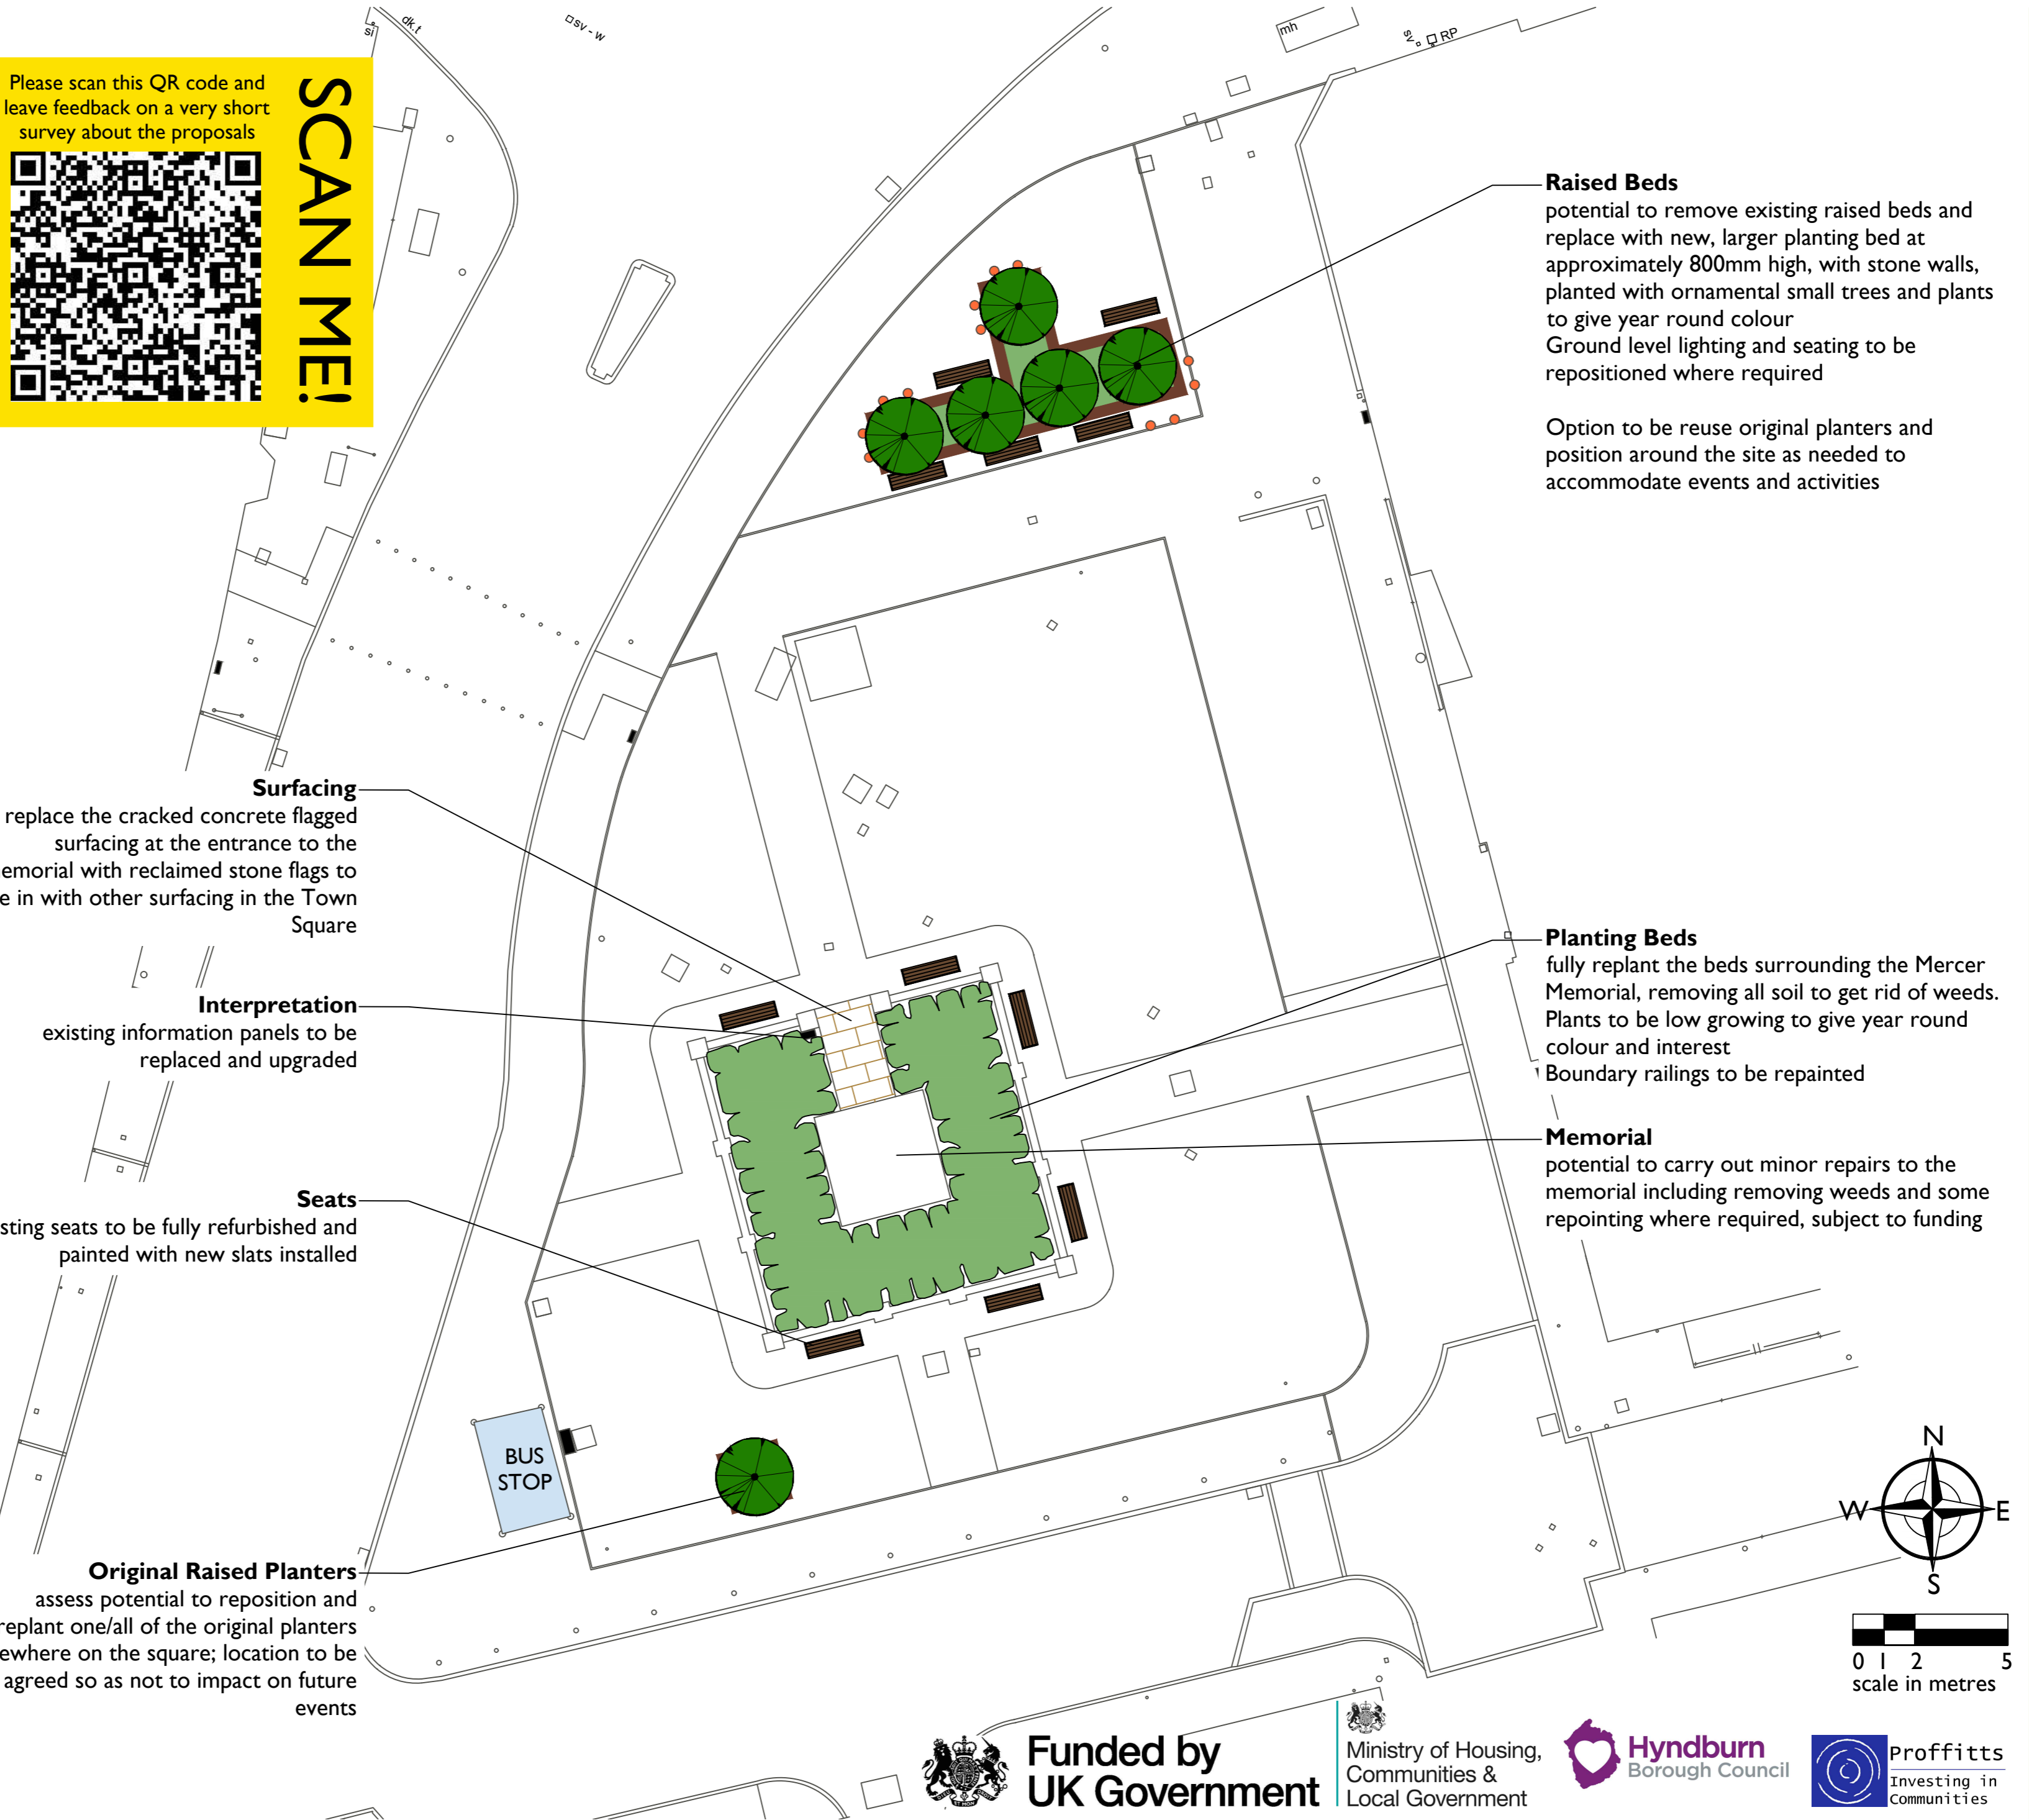 si
dk.t
sv - w
mh
sv
RP
Please scan this QR code and
leave feedback on a very short
survey about the proposals
SCAN ME!
Raised Beds
potential to remove existing raised beds and
replace with new, larger planting bed at
approximately 800mm high, with stone walls,
planted with ornamental small trees and plants
to give year round colour
Ground level lighting and seating to be
repositioned where required
Option to be reuse original planters and
position around the site as needed to
accommodate events and activities
Surfacing
replace the cracked concrete flagged
surfacing at the entrance to the
emorial with reclaimed stone flags to
e in with other surfacing in the Town
Square
Interpretation
existing information panels to be
replaced and upgraded
Seats
sting seats to be fully refurbished and
painted with new slats installed
Original Raised Planters
assess potential to reposition and
replant one/all of the original planters
ewhere on the square; location to be
agreed so as not to impact on future
events
Planting Beds
fully replant the beds surrounding the Mercer
Memorial, removing all soil to get rid of weeds.
Plants to be low growing to give year round
colour and interest
Boundary railings to be repainted
Memorial
potential to carry out minor repairs to the
memorial including removing weeds and some
repointing where required, subject to funding
BUS
STOP
N
W
E
S
0 1 2 5
scale in metres
Funded by
UK Government
Ministry of Housing,
Communities &
Local Government
Hyndburn
Borough Council
Proffitts
Investing in
Communities